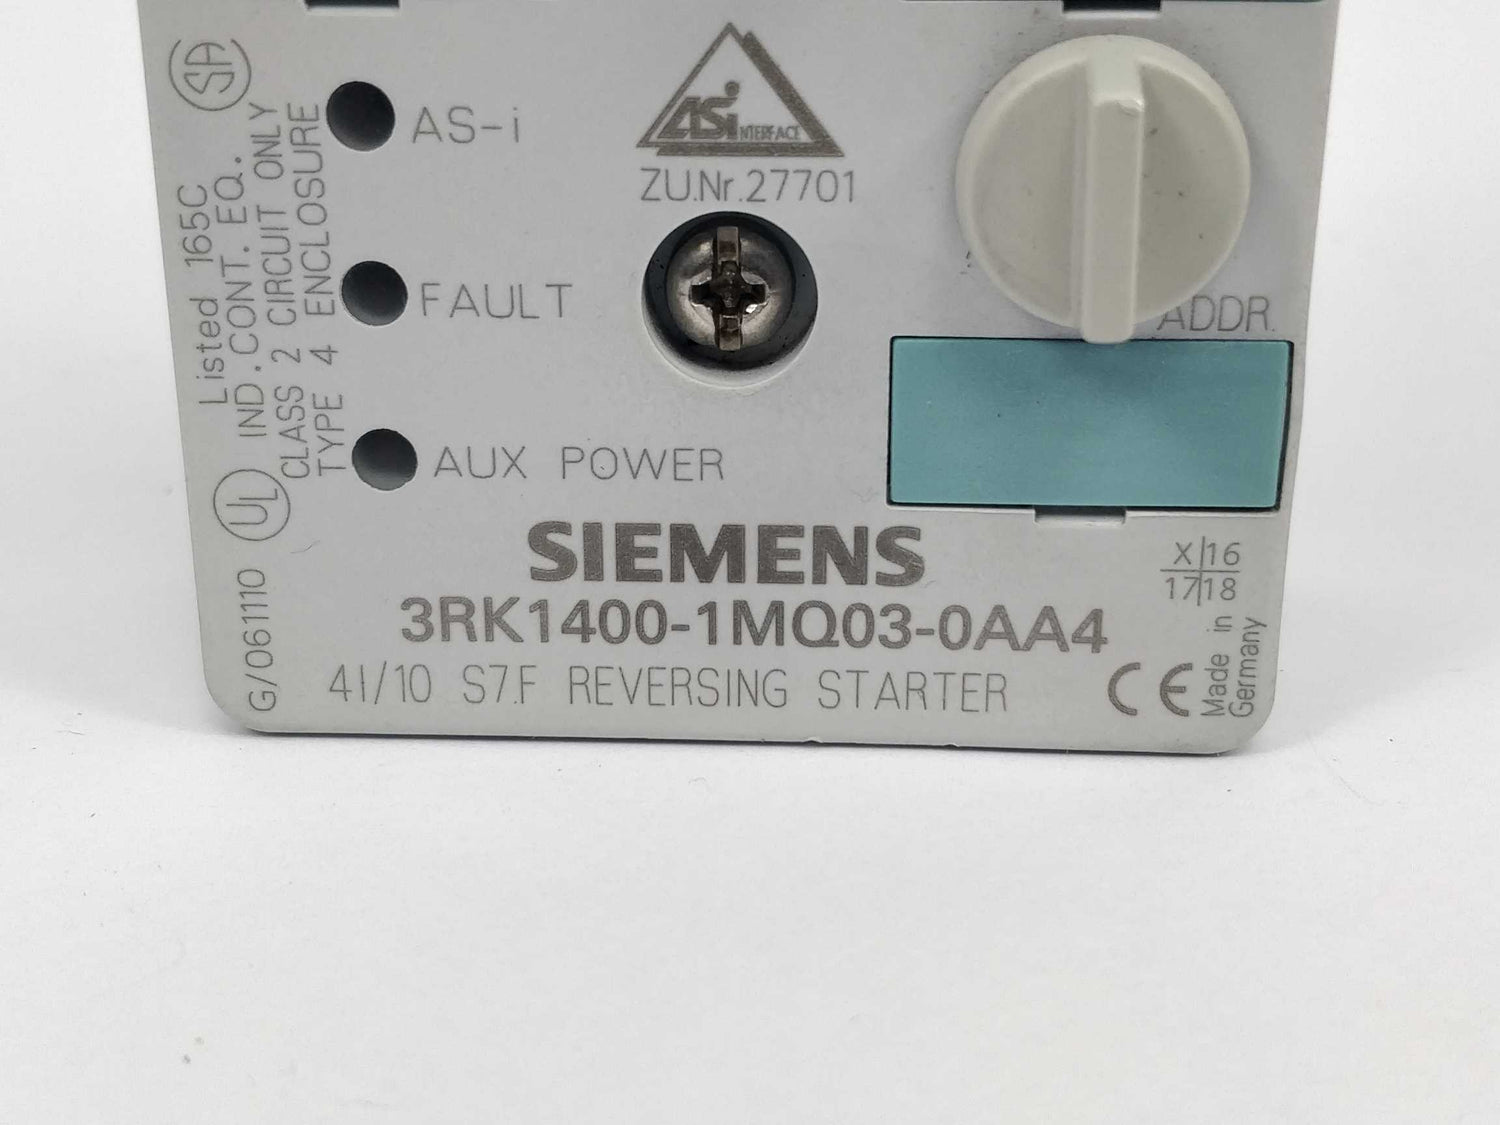 SA
Listed 165C
IND. CONT. EQ.
CLASS 2 CIRCUIT ONLY
TYPE 4 ENCLOSURE
UL
G/061110
AS-i
FAULT
AUX POWER
ASi INTERFACE
ZU.Nr.27701
ADDR.
SIEMENS
3RK1400-1MQ03-0AA4
4I/1O S7.F REVERSING STARTER
X 16
17 18
CE
Made in
Germany